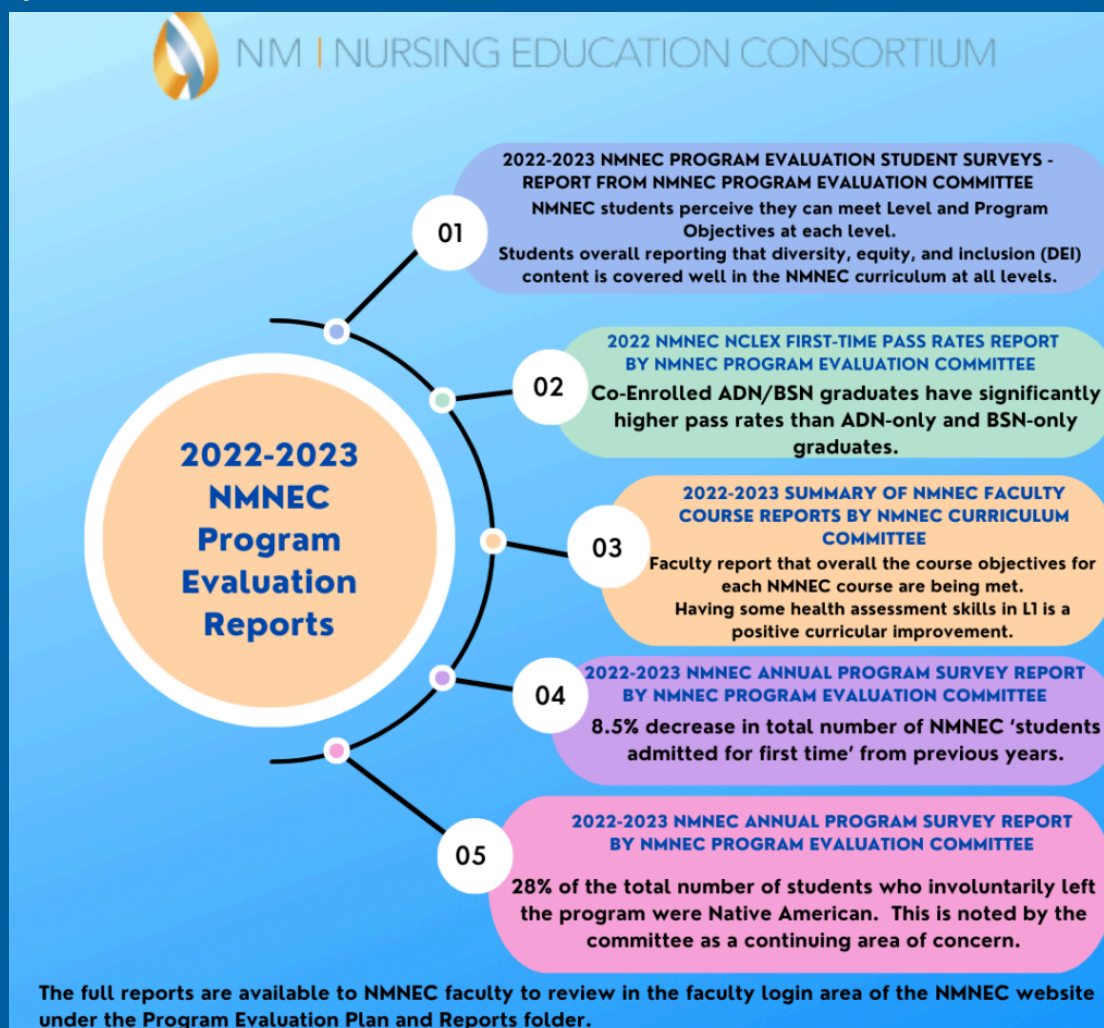 NM | NURSING EDUCATION CONSORTIUM
2022-2023 NMNEC PROGRAM EVALUATION STUDENT SURVEYS -
REPORT FROM NMNEC PROGRAM EVALUATION COMMITTEE
NMNEC students perceive they can meet Level and Program
Objectives at each level.
Students overall reporting that diversity, equity, and inclusion (DEI)
content is covered well in the NMNEC curriculum at all levels.
01
2022 NMNEC NCLEX FIRST-TIME PASS RATES REPORT
BY NMNEC PROGRAM EVALUATION COMMITTEE
Co-Enrolled ADN/BSN graduates have significantly
higher pass rates than ADN-only and BSN-only
graduates.
02
2022-2023
NMNEC
Program
Evaluation
Reports
2022-2023 SUMMARY OF NMNEC FACULTY
COURSE REPORTS BY NMNEC CURRICULUM
COMMITTEE
Faculty report that overall the course objectives for
each NMNEC course are being met.
Having some health assessment skills in L1 is a
positive curricular improvement.
03
2022-2023 NMNEC ANNUAL PROGRAM SURVEY REPORT
BY NMNEC PROGRAM EVALUATION COMMITTEE
8.5% decrease in total number of NMNEC ‘students
admitted for first time’ from previous years.
04
2022-2023 NMNEC ANNUAL PROGRAM SURVEY REPORT
BY NMNEC PROGRAM EVALUATION COMMITTEE
28% of the total number of students who involuntarily left
the program were Native American. This is noted by the
committee as a continuing area of concern.
05
The full reports are available to NMNEC faculty to review in the faculty login area of the NMNEC website
under the Program Evaluation Plan and Reports folder.